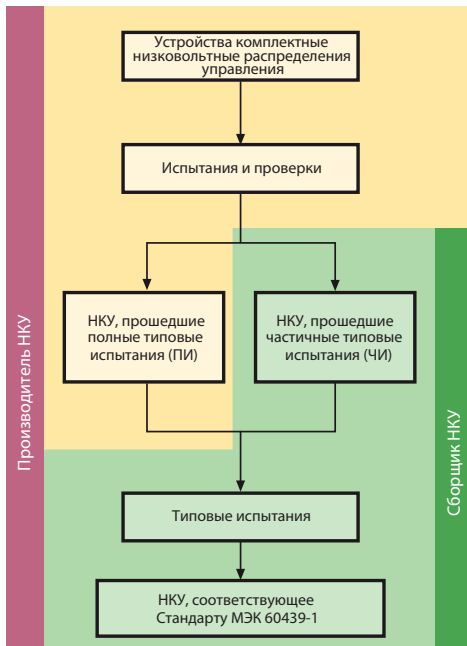 Устройства комплектные
низковольтные распределения
управления
Испытания и проверки
НКУ, прошедшие
полные типовые
испытания (ПИ)
НКУ, прошедшие
частичные типовые
испытания (ЧИ)
Типовые испытания
НКУ, соответствующее
Стандарту МЭК 60439-1
Производитель НКУ
Сборщик НКУ